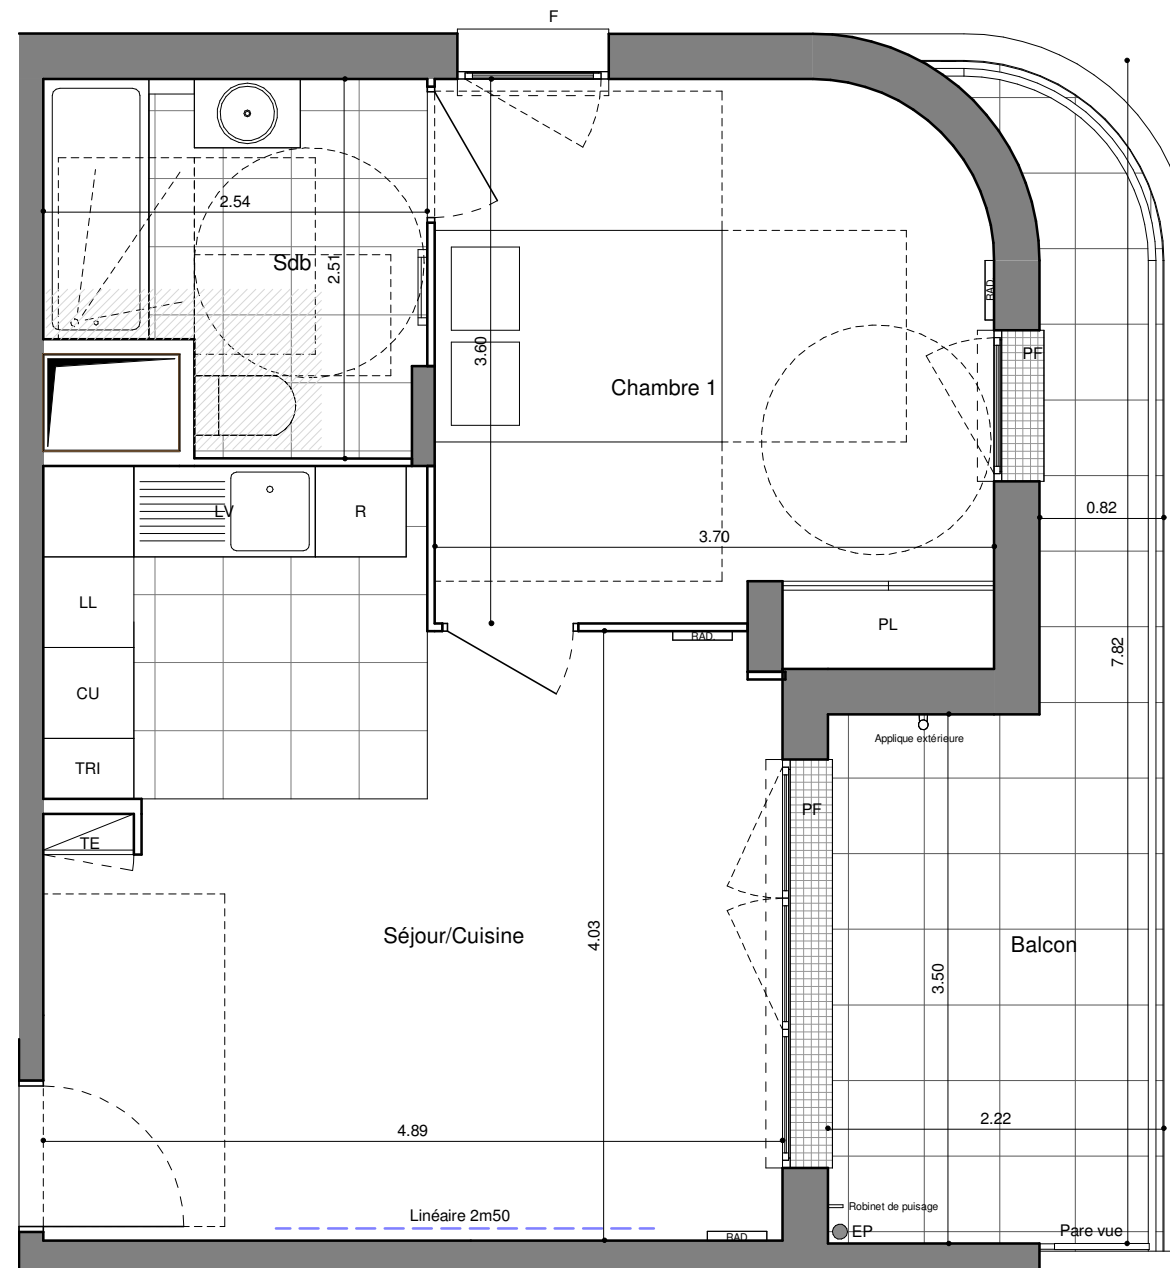 F
2.54
Sdb
2.51
3.60
RAD.
PF
Chambre 1
LV
R
0.82
3.70
LL
PL
RAD.
7.82
CU
Applique extérieure
TRI
PF
TE
Séjour/Cuisine
4.03
Balcon
3.50
4.89
2.22
Linéaire 2m50
Robinet de puisage
EP
Pare vue
RAD.